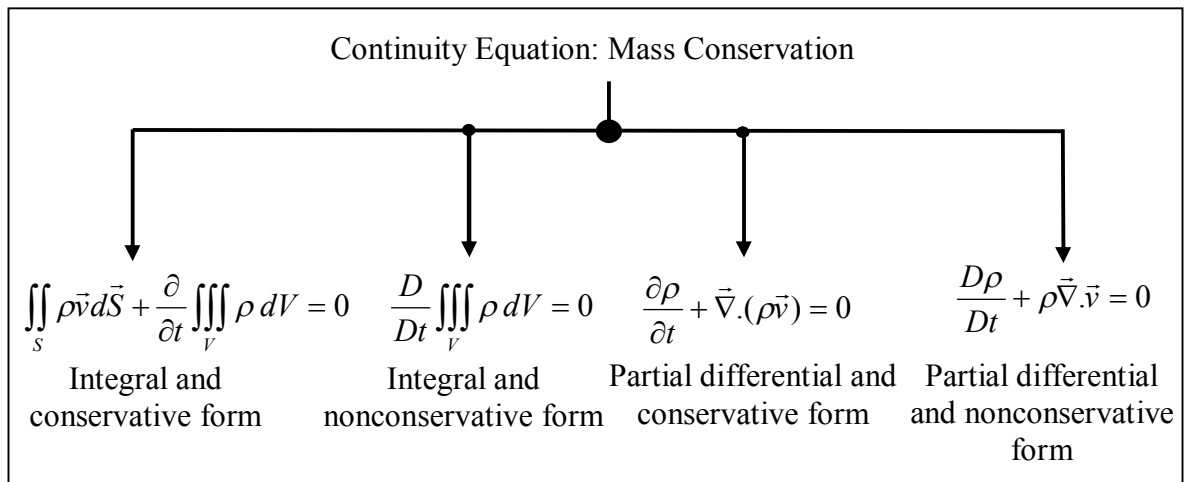 Continuity Equation: Mass Conservation
∬_S ρv⃗dS⃗ + ∂/∂t ∭_V ρ dV = 0
Integral and
conservative form
D/Dt ∭_V ρ dV = 0
Integral and
nonconservative form
∂ρ/∂t + ∇⃗.(ρv⃗) = 0
Partial differential and
conservative form
Dρ/Dt + ρ∇⃗.v⃗ = 0
Partial differential
and nonconservative
form